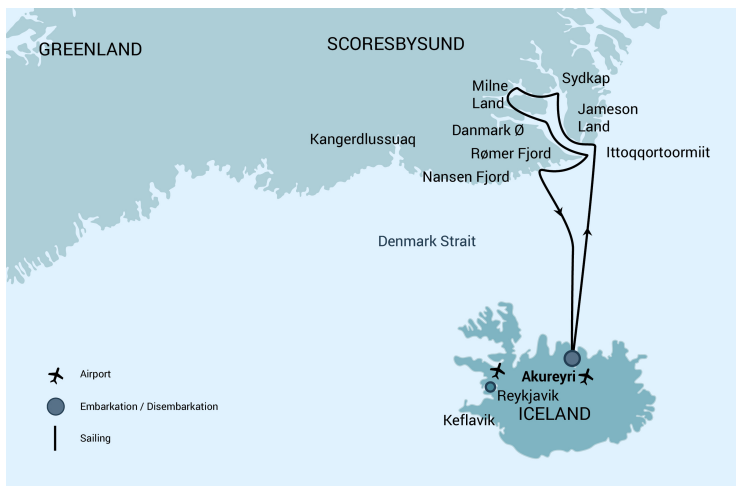 GREENLAND
SCORESBYSUND
Sydkap
Milne
Land
Jameson
Land
Danmark Ø
Kangerdlussuaq
Rømer Fjord
Ittoqqortoormiit
Nansen Fjord
Denmark Strait
Airport
Akureyri
Reykjavik
Embarkation / Disembarkation
ICELAND
Keflavik
Sailing